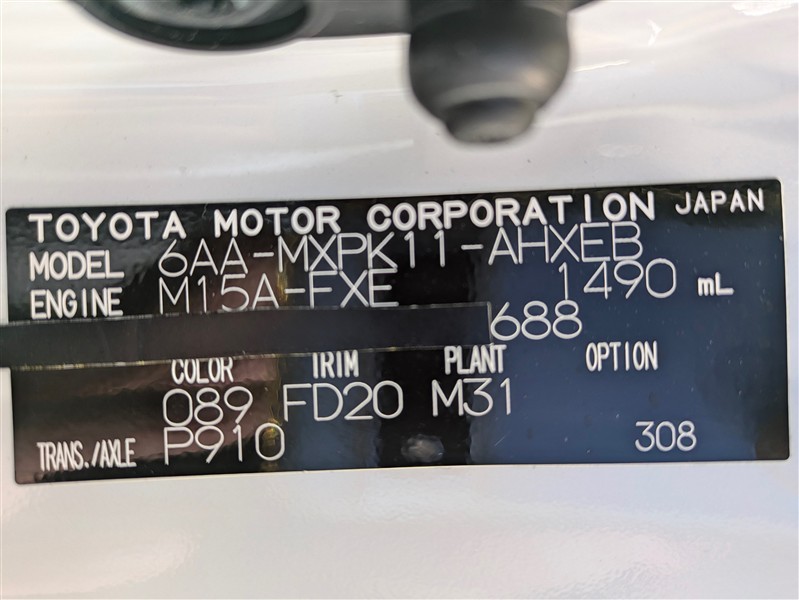 TOYOTA MOTOR CORPORATION JAPAN
MODEL 6AA-MXPK11-AHXEB
ENGINE M15A-FXE 1490 mL
688
COLOR TRIM PLANT OPTION
089 FD20 M31
TRANS./AXLE P910 308